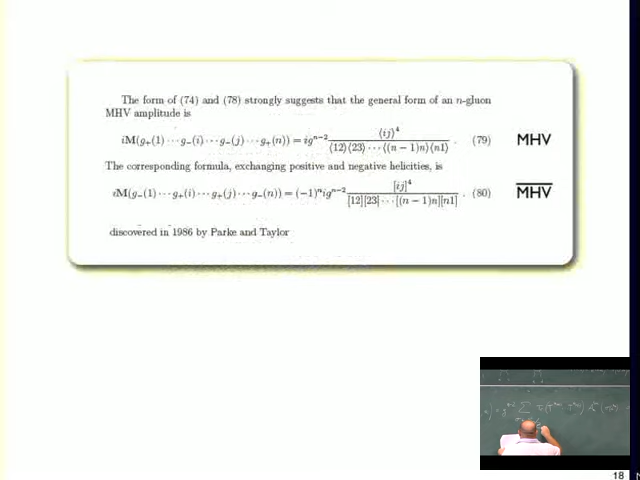 The form of (74) and (78) strongly suggests that the general form of an n-gluon
MHV amplitude is
iM(g₊(1) ⋯ g₋(i) ⋯ g₋(j) ⋯ g₊(n)) = ig^{n−2} ⟨ij⟩⁴ / ⟨12⟩⟨23⟩ ⋯ ⟨(n − 1)n⟩⟨n1⟩ . (79) MHV
The corresponding formula, exchanging positive and negative helicities, is
iM(g₋(1) ⋯ g₊(i) ⋯ g₊(j) ⋯ g₋(n)) = (−1)ⁿ ig^{n−2} [ij]⁴ / [12][23] ⋯ [(n − 1)n][n1] . (80) M̅H̅V̅
discovered in 1986 by Parke and Taylor
18